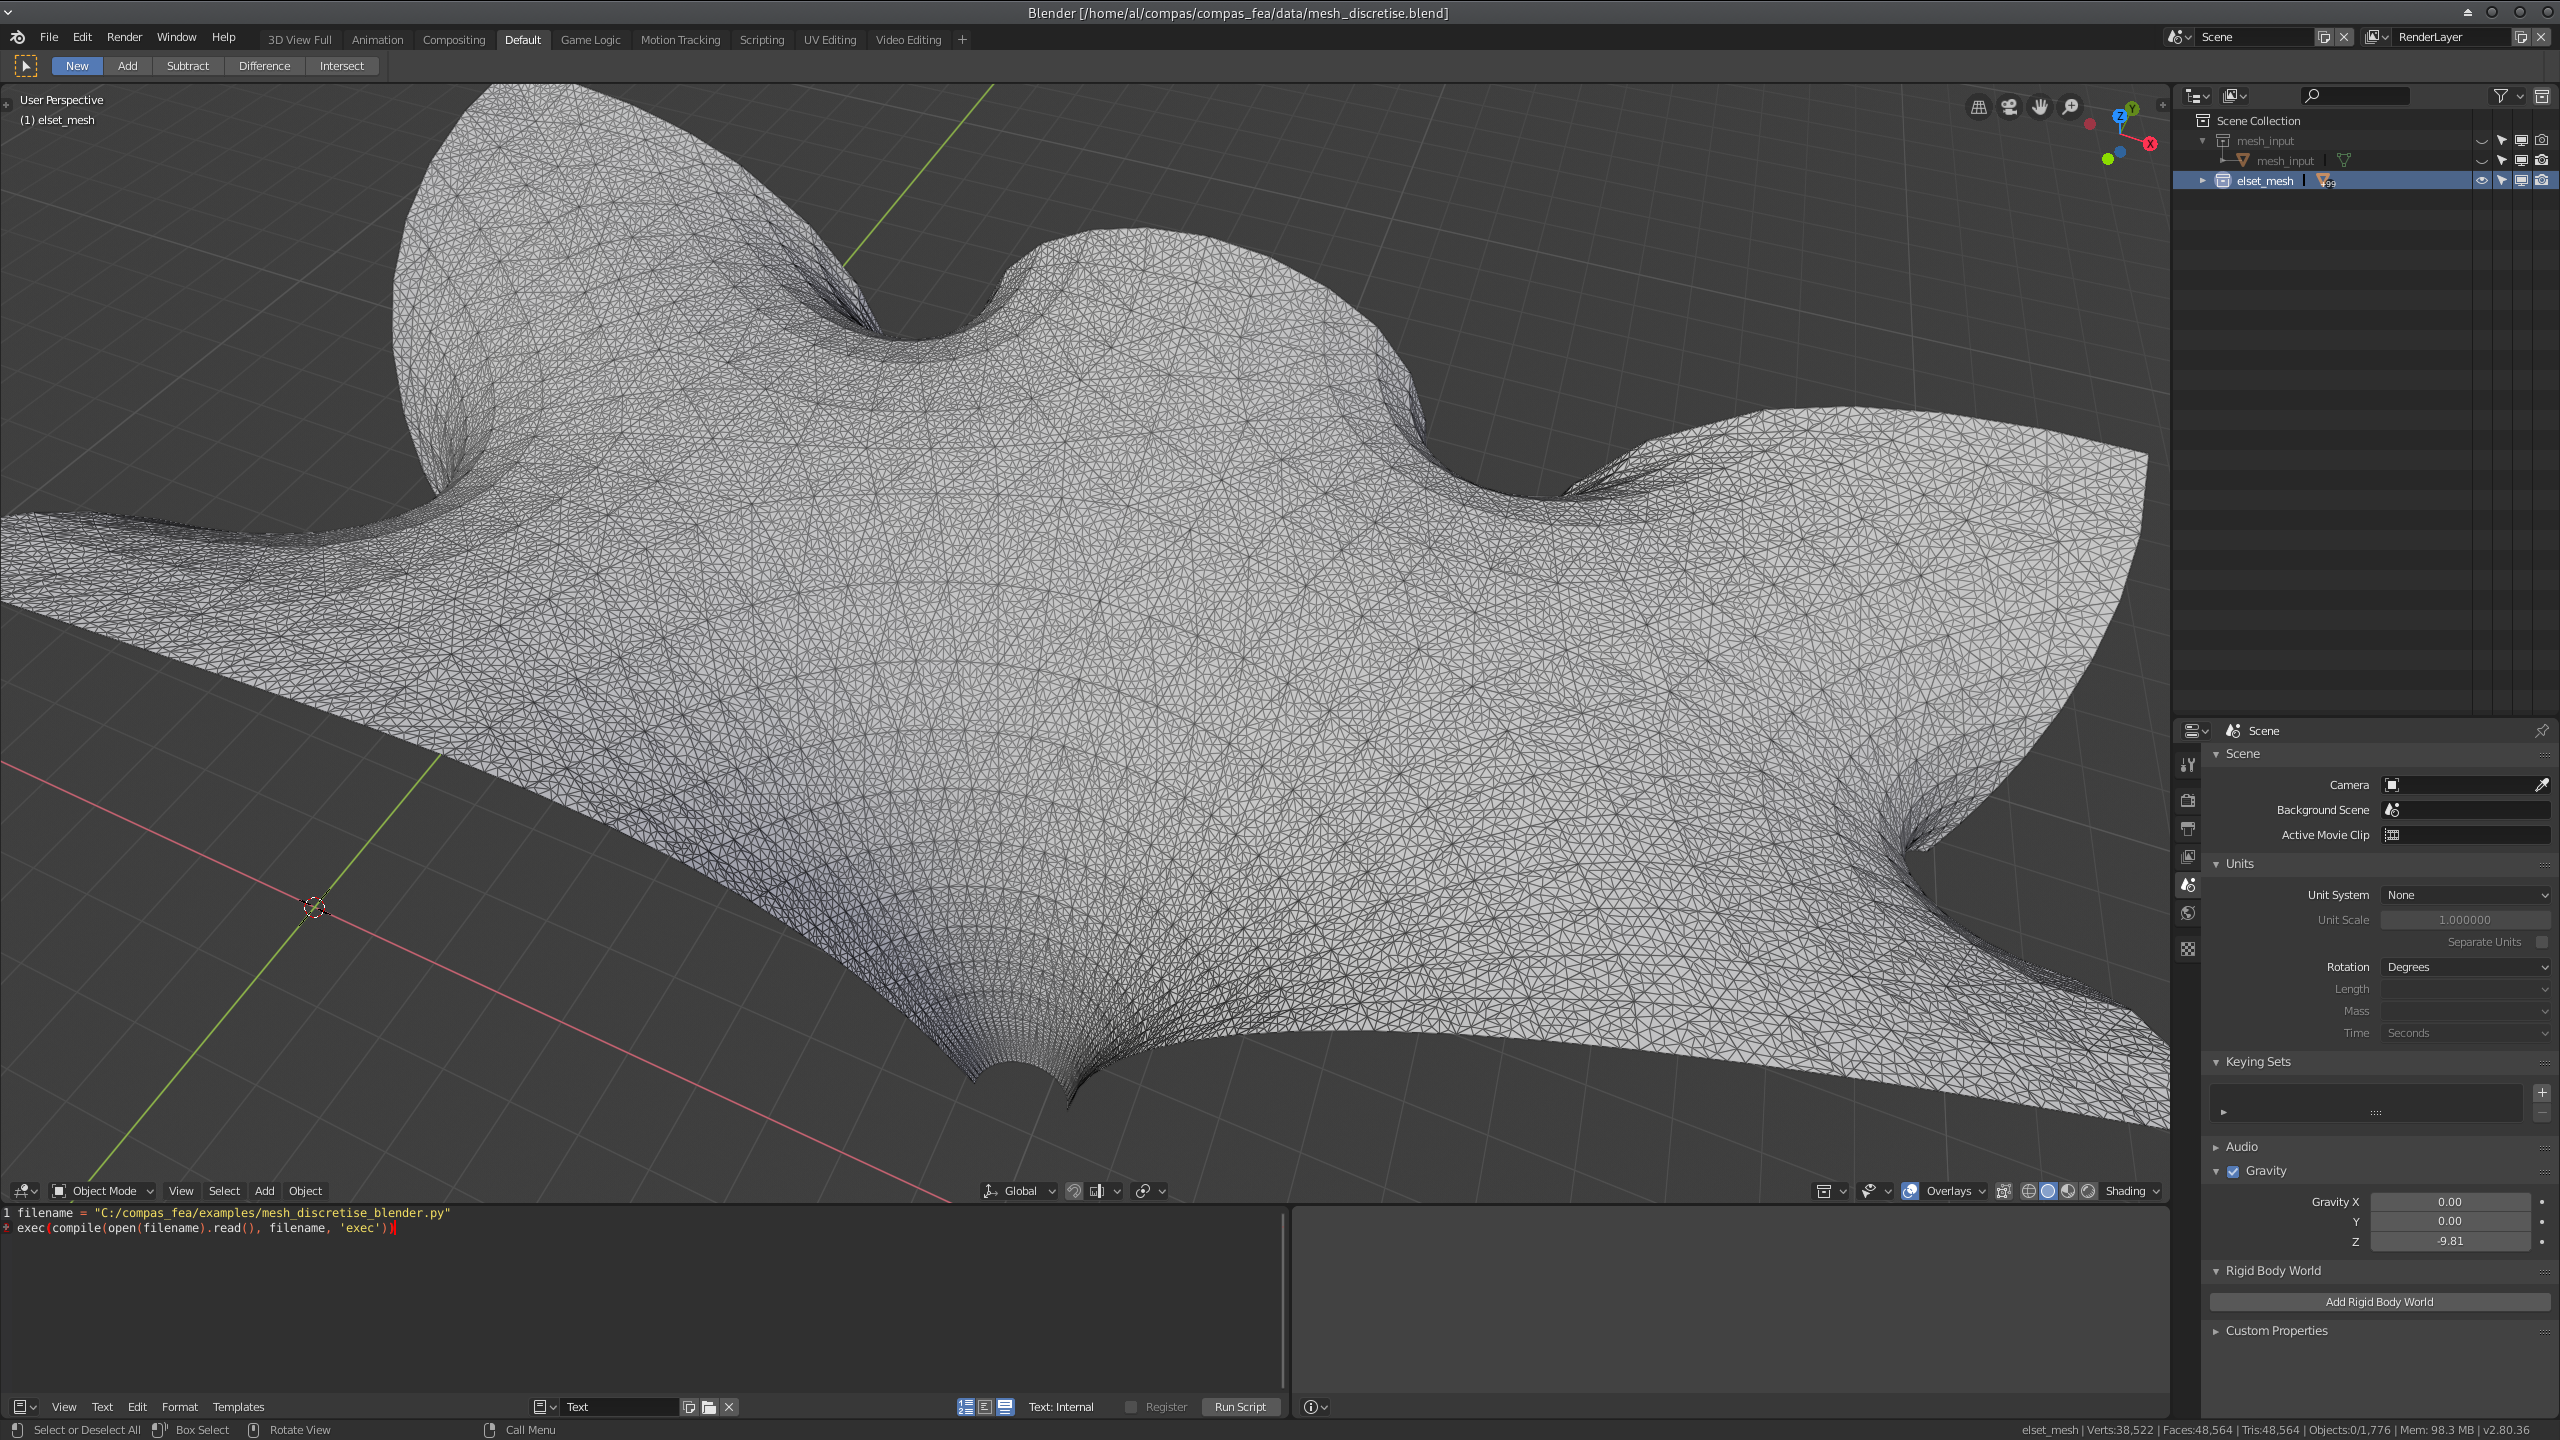 Blender [/home/al/compas/compas_fea/data/mesh_discretise.blend]
File Edit Render Window Help 3D View Full Animation Compositing Default Game Logic Motion Tracking Scripting UV Editing Video Editing Scene RenderLayer
New Add Subtract Difference Intersect
User Perspective
(1) elset_mesh
Z Y X
Scene Collection
mesh_input
mesh_input
elset_mesh +99
Scene
Scene
Camera
Background Scene
Active Movie Clip
Units
Unit System None
Unit Scale 1.000000
Separate Units
Rotation Degrees
Length
Mass
Time Seconds
Keying Sets
Audio
Gravity
Gravity X 0.00
Y 0.00
Z -9.81
Rigid Body World
Add Rigid Body World
Custom Properties
Object Mode View Select Add Object Global Overlays Shading
1 filename = "C:/compas_fea/examples/mesh_discretise_blender.py"
exec(compile(open(filename).read(), filename, 'exec'))
View Text Edit Format Templates Text Text: Internal Register Run Script
Select or Deselect All Box Select Rotate View Call Menu elset_mesh | Verts:38,522 | Faces:48,564 | Tris:48,564 | Objects:0/1,776 | Mem: 98.3 MB | v2.80.36